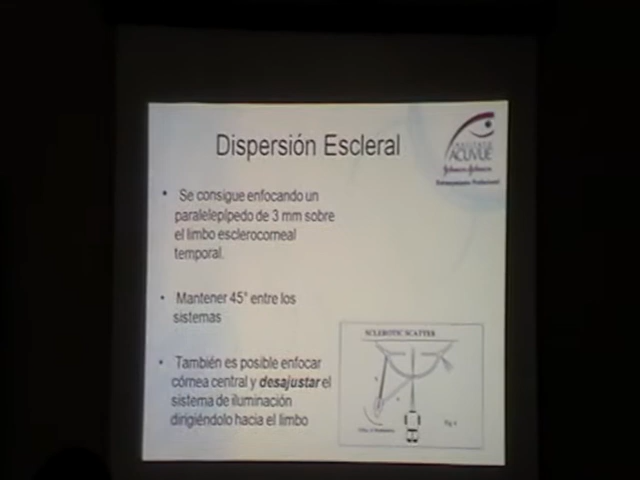 Dispersión Escleral
ACUVUE
Johnson & Johnson
• Se consigue enfocando un
paralelepípedo de 3 mm sobre
el limbo esclerocorneal
temporal.
• Mantener 45° entre los
sistemas
• También es posible enfocar
córnea central y desajustar el
sistema de iluminación
dirigiéndolo hacia el limbo
SCLEROTIC SCATTER